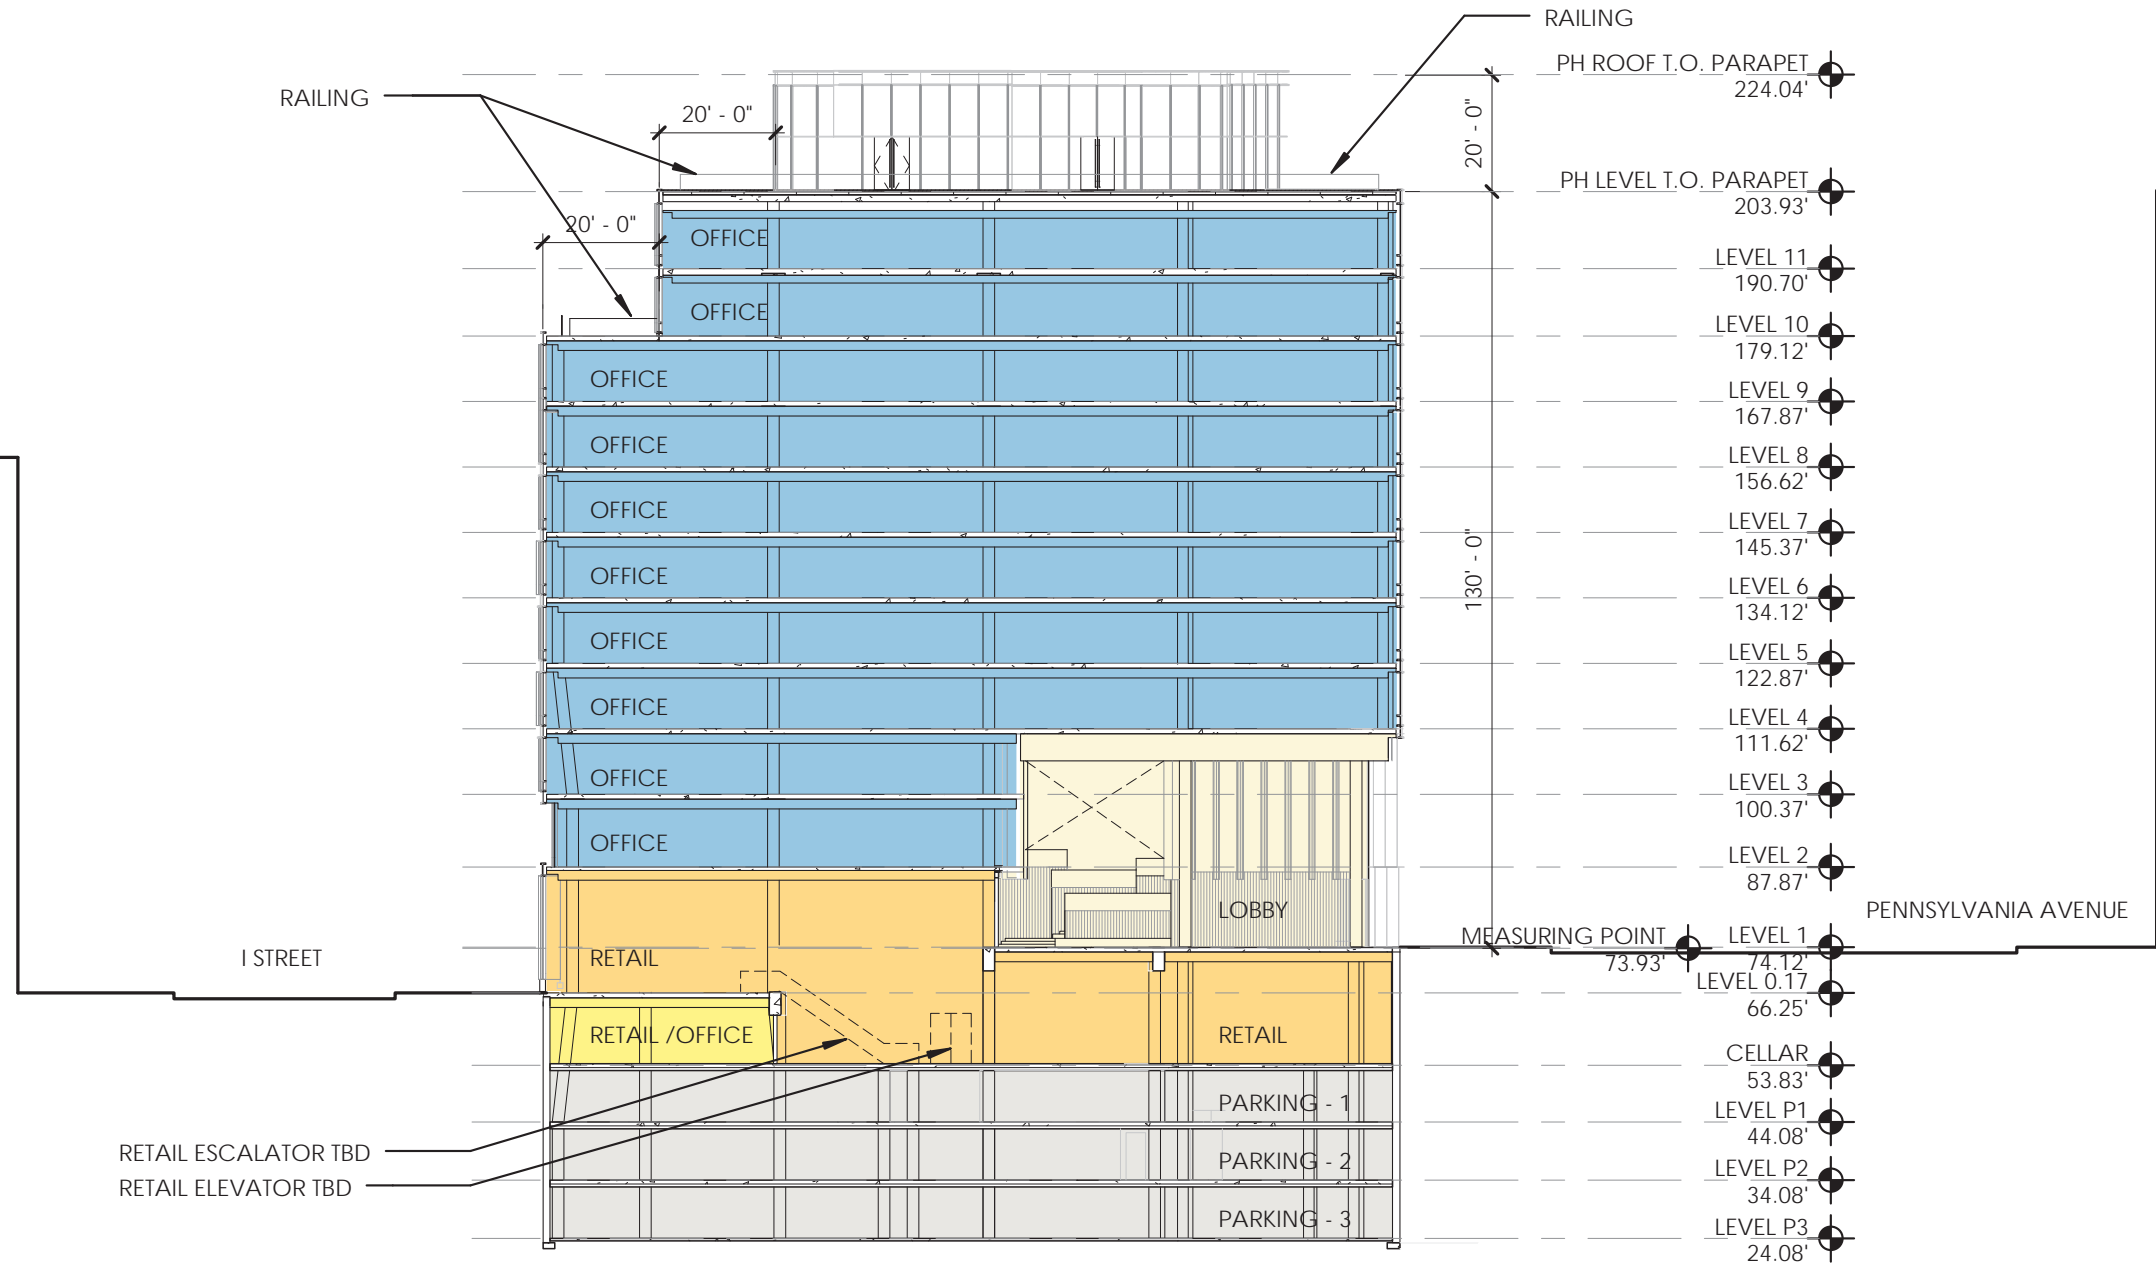 RAILING
PH ROOF T.O. PARAPET
224.04'
RAILING
20' - 0"
20' - 0"
PH LEVEL T.O. PARAPET
203.93'
20' - 0"
OFFICE
LEVEL 11
190.70'
OFFICE
LEVEL 10
179.12'
OFFICE
LEVEL 9
167.87'
OFFICE
LEVEL 8
156.62'
OFFICE
LEVEL 7
145.37'
130' - 0"
OFFICE
LEVEL 6
134.12'
OFFICE
LEVEL 5
122.87'
OFFICE
LEVEL 4
111.62'
OFFICE
LEVEL 3
100.37'
OFFICE
LEVEL 2
87.87'
LOBBY
PENNSYLVANIA AVENUE
I STREET
RETAIL
MEASURING POINT
73.93'
LEVEL 1
74.12'
LEVEL 0.17
66.25'
RETAIL /OFFICE
RETAIL
CELLAR
53.83'
PARKING - 1
LEVEL P1
44.08'
RETAIL ESCALATOR TBD
PARKING - 2
LEVEL P2
34.08'
RETAIL ELEVATOR TBD
PARKING - 3
LEVEL P3
24.08'